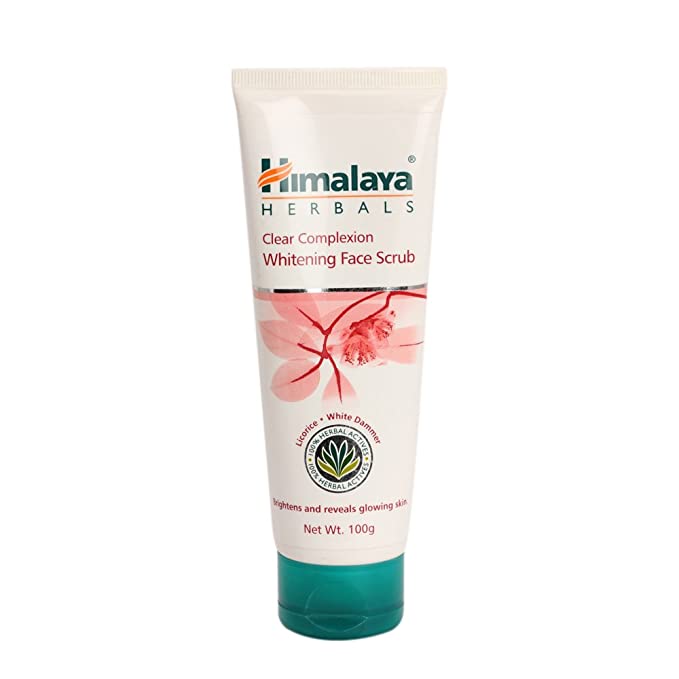 Himalaya®
HERBALS
Clear Complexion
Whitening Face Scrub
Licorice • White Dammer
100% HERBAL ACTIVES
100% HERBAL ACTIVES
Brightens and reveals glowing skin.
Net Wt. 100g